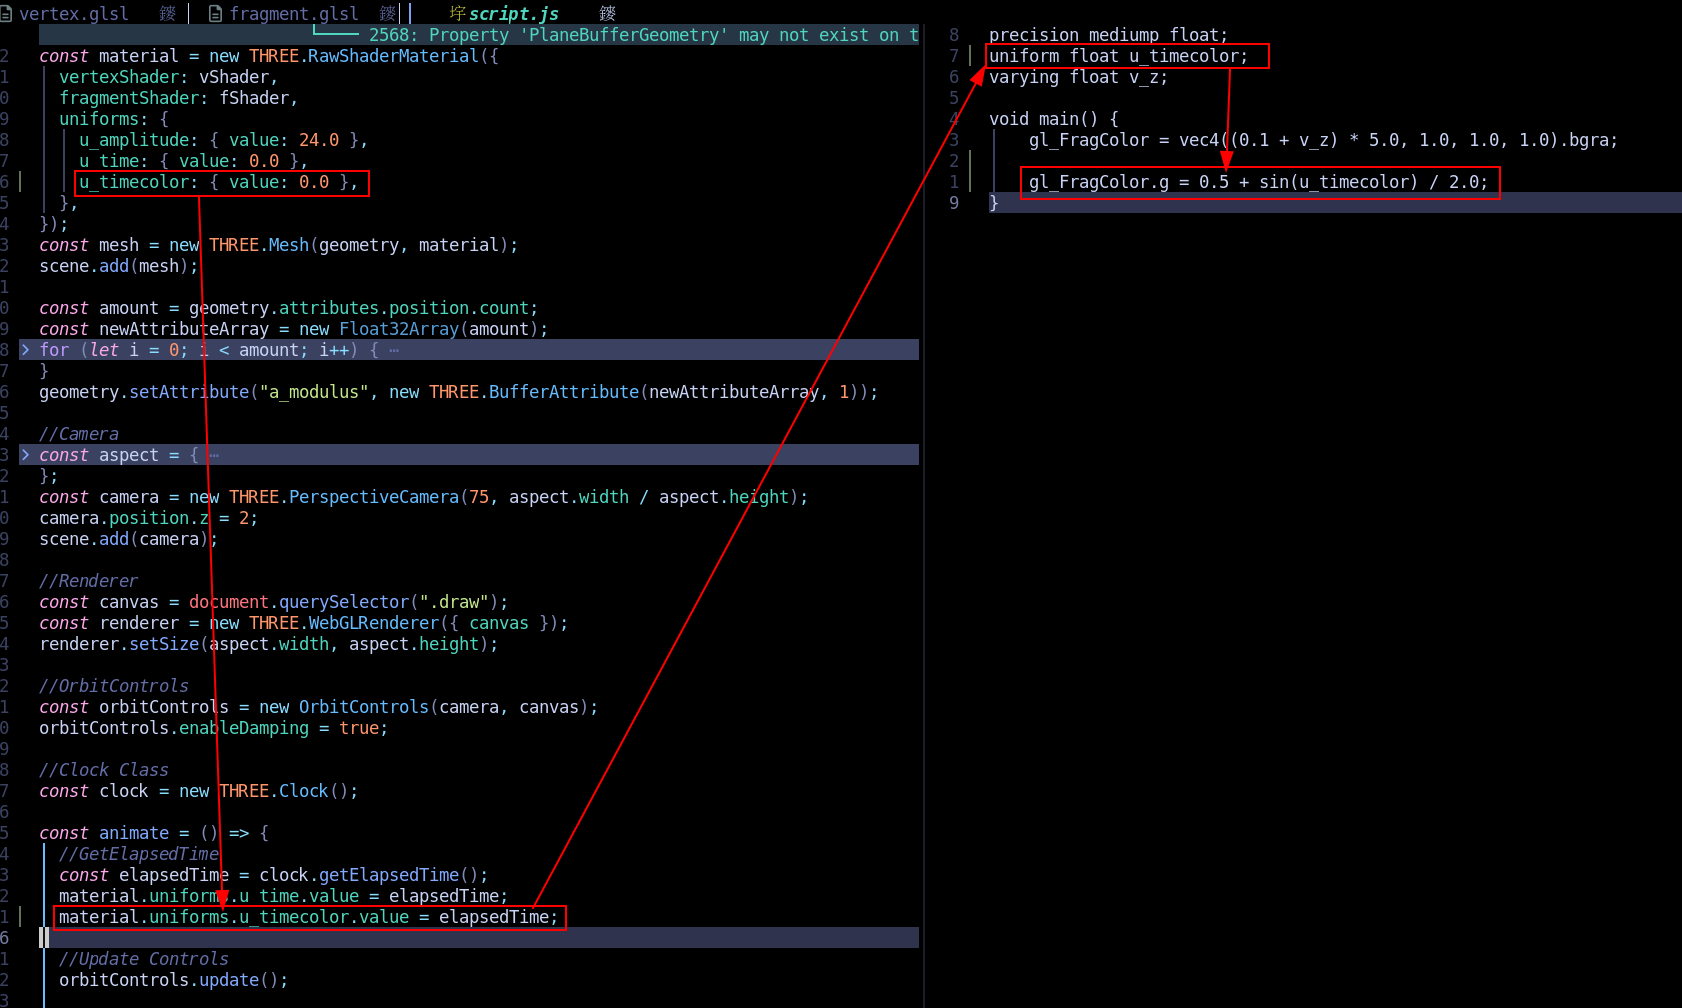 vertex.glsl 鑁 fragment.glsl 鑁 script.js 鑁
2568: Property 'PlaneBufferGeometry' may not exist on t
2 const material = new THREE.RawShaderMaterial({
1 vertexShader: vShader,
0 fragmentShader: fShader,
9 uniforms: {
8 u_amplitude: { value: 24.0 },
7 u_time: { value: 0.0 },
6 u_timecolor: { value: 0.0 },
5 },
4 });
3 const mesh = new THREE.Mesh(geometry, material);
2 scene.add(mesh);
1
0 const amount = geometry.attributes.position.count;
9 const newAttributeArray = new Float32Array(amount);
8 for (let i = 0; i < amount; i++) { ⋯
7 }
6 geometry.setAttribute("a_modulus", new THREE.BufferAttribute(newAttributeArray, 1));
5
4 //Camera
3 const aspect = { ⋯
2 };
1 const camera = new THREE.PerspectiveCamera(75, aspect.width / aspect.height);
0 camera.position.z = 2;
9 scene.add(camera);
8
7 //Renderer
6 const canvas = document.querySelector(".draw");
5 const renderer = new THREE.WebGLRenderer({ canvas });
4 renderer.setSize(aspect.width, aspect.height);
3
2 //OrbitControls
1 const orbitControls = new OrbitControls(camera, canvas);
0 orbitControls.enableDamping = true;
9
8 //Clock Class
7 const clock = new THREE.Clock();
6
5 const animate = () => {
4 //GetElapsedTime
3 const elapsedTime = clock.getElapsedTime();
2 material.uniforms.u_time.value = elapsedTime;
1 material.uniforms.u_timecolor.value = elapsedTime;
6
1 //Update Controls
2 orbitControls.update();
3
8 precision mediump float;
7 uniform float u_timecolor;
6 varying float v_z;
5
4 void main() {
3 gl_FragColor = vec4((0.1 + v_z) * 5.0, 1.0, 1.0, 1.0).bgra;
2
1 gl_FragColor.g = 0.5 + sin(u_timecolor) / 2.0;
9 }